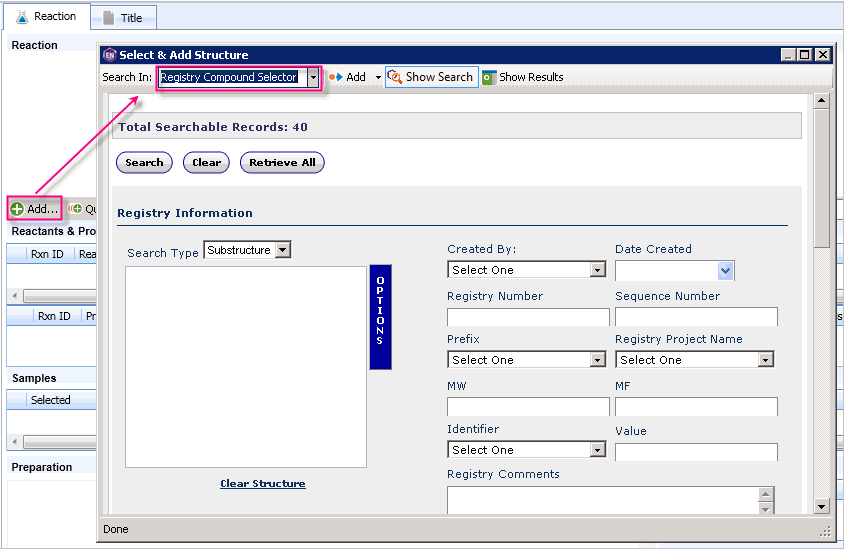 Reaction Title
Reaction
EN Select & Add Structure
Search In: Registry Compound Selector Add Show Search Show Results
Total Searchable Records: 40
Search Clear Retrieve All
Add...
Registry Information
Reactants & Pro
Rxn ID Rea
Search Type Substructure
OPTIONS
Created By: Date Created
Select One
Registry Number Sequence Number
Rxn ID Pr
Prefix Registry Project Name
Select One Select One
Samples
Selected
MW MF
Identifier Value
Select One
Preparation
Clear Structure
Registry Comments
Done